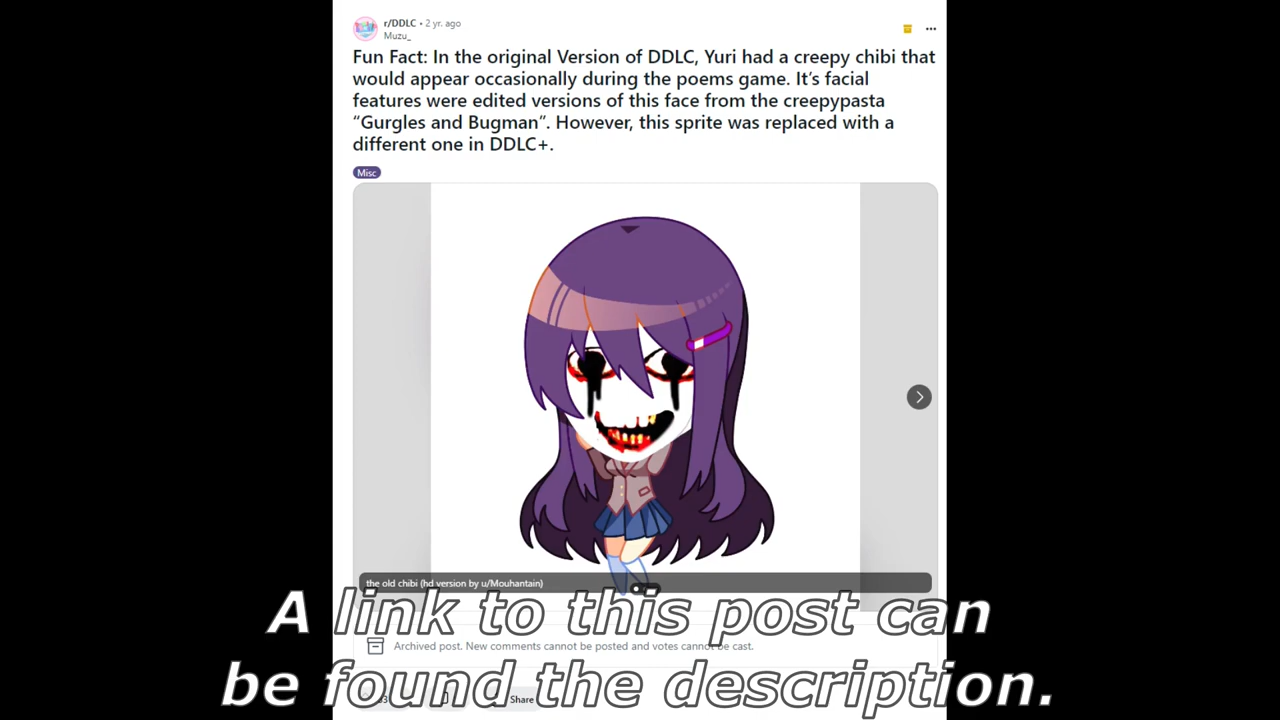 r/DDLC • 2 yr. ago
Muzu_
Fun Fact: In the original Version of DDLC, Yuri had a creepy chibi that
would appear occasionally during the poems game. It’s facial
features were edited versions of this face from the creepypasta
“Gurgles and Bugman”. However, this sprite was replaced with a
different one in DDLC+.
Misc
the old chibi (hd version by u/Mouhantain)
A link to this post can
Archived post. New comments cannot be posted and votes cannot be cast.
be found the description.
Share